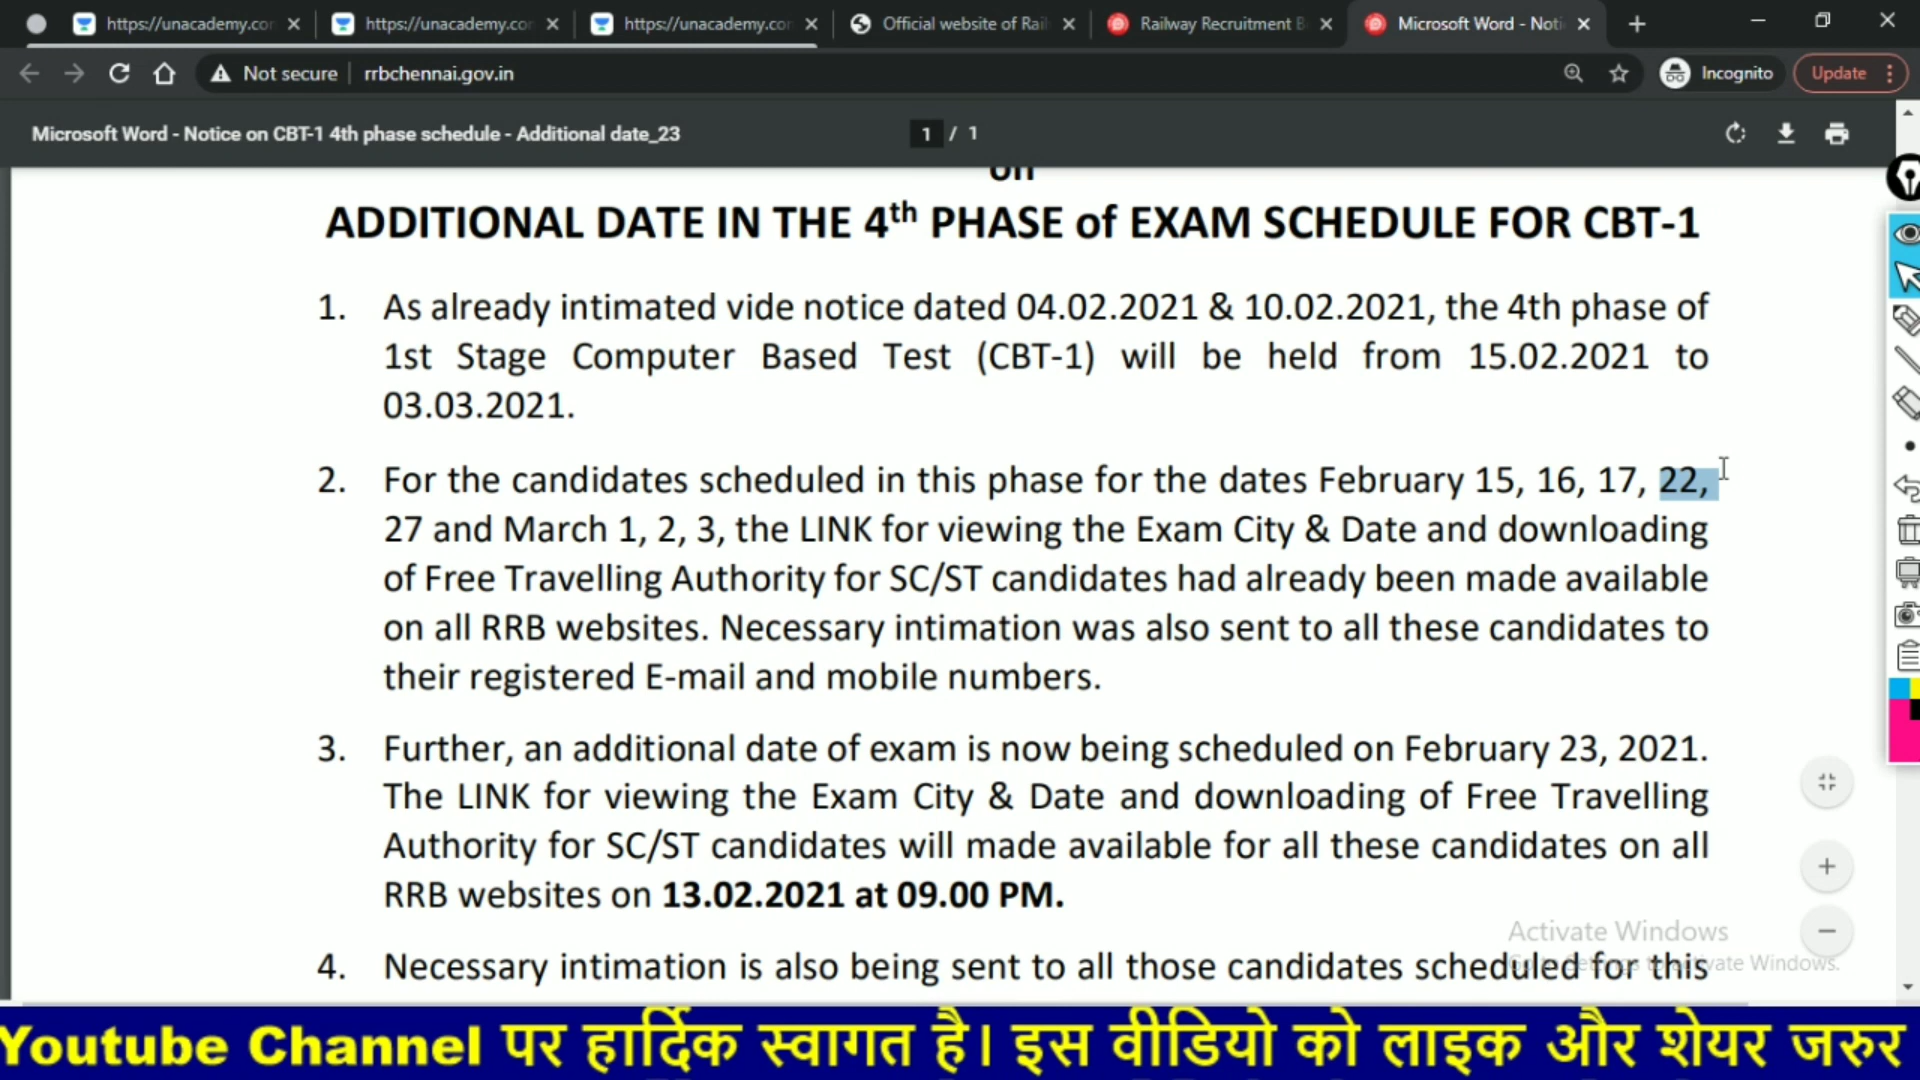 https://unacademy.co
https://unacademy.co
https://unacademy.co
Official website of Rail
Railway Recruitment B
Microsoft Word - Noti
Not secure
rrbchennai.gov.in
Incognito
Update
Microsoft Word - Notice on CBT-1 4th phase schedule - Additional date_23
1 / 1
on
ADDITIONAL DATE IN THE 4th PHASE of EXAM SCHEDULE FOR CBT-1
1. As already intimated vide notice dated 04.02.2021 & 10.02.2021, the 4th phase of
1st Stage Computer Based Test (CBT-1) will be held from 15.02.2021 to
03.03.2021.
2. For the candidates scheduled in this phase for the dates February 15, 16, 17, 22,
27 and March 1, 2, 3, the LINK for viewing the Exam City & Date and downloading
of Free Travelling Authority for SC/ST candidates had already been made available
on all RRB websites. Necessary intimation was also sent to all these candidates to
their registered E-mail and mobile numbers.
3. Further, an additional date of exam is now being scheduled on February 23, 2021.
The LINK for viewing the Exam City & Date and downloading of Free Travelling
Authority for SC/ST candidates will made available for all these candidates on all
RRB websites on 13.02.2021 at 09.00 PM.
4. Necessary intimation is also being sent to all those candidates scheduled for this
Activate Windows
Go to Settings to activate Windows.
Youtube Channel पर हार्दिक स्वागत है। इस वीडियो को लाइक और शेयर जरुर